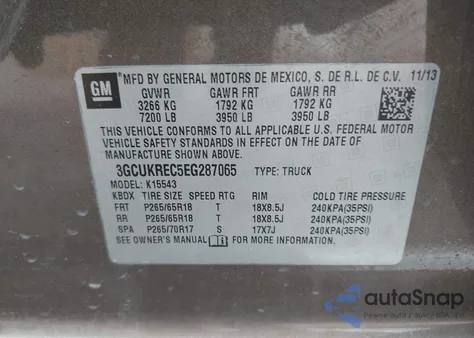 GM
MFD BY GENERAL MOTORS DE MEXICO, S. DE R.L. DE C.V. 11/13
GVWR GAWR FRT GAWR RR
3266 KG 1792 KG 1792 KG
7200 LB 3950 LB 3950 LB
THIS VEHICLE CONFORMS TO ALL APPLICABLE U.S. FEDERAL MOTOR
VEHICLE SAFETY STANDARDS IN EFFECT ON THE DATE OF
MANUFACTURE SHOWN ABOVE.
3GCUKREC5EG287065 TYPE: TRUCK
MODEL: K15543
KBDX TIRE SIZE SPEED RTG RIM COLD TIRE PRESSURE
FRT P265/65R18 T 18X8.5J 240KPA(35PSI)
RR P265/65R18 T 18X8.5J 240KPA(35PSI)
SPA P265/70R17 S 17X7J 240KPA(35PSI)
SEE OWNER'S MANUAL FOR MORE INFORMATION
autoSnap